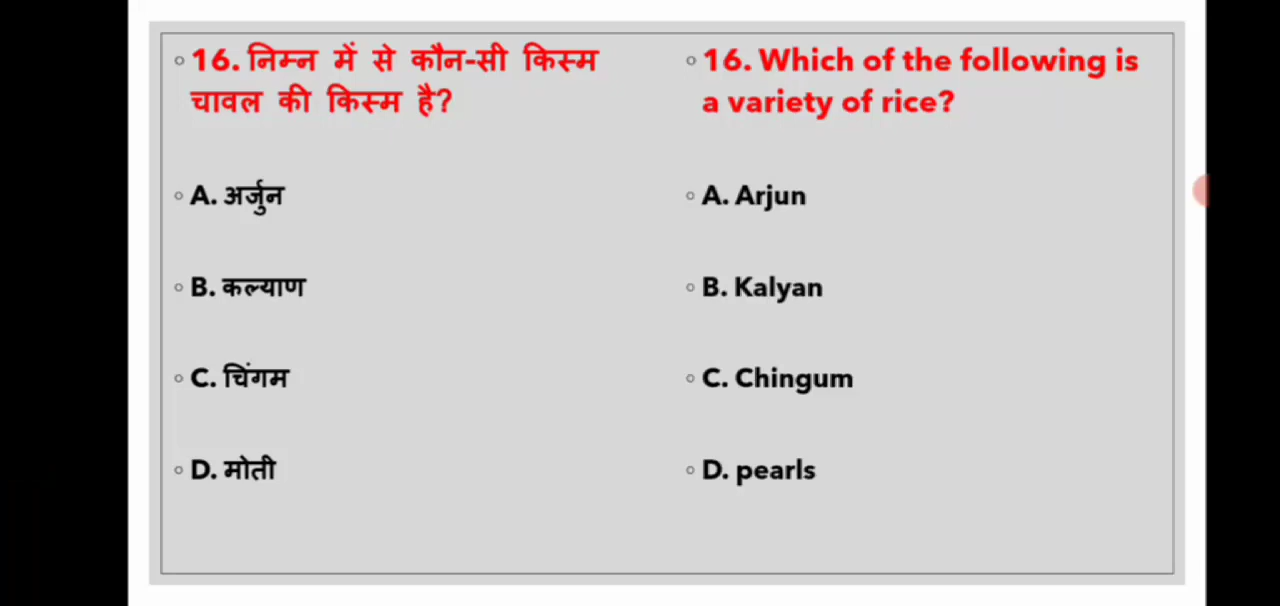 16. निम्न में से कौन-सी किस्म
चावल की किस्म है?
A. अर्जुन
B. कल्याण
C. चिंगम
D. मोती
16. Which of the following is
a variety of rice?
A. Arjun
B. Kalyan
C. Chingum
D. pearls